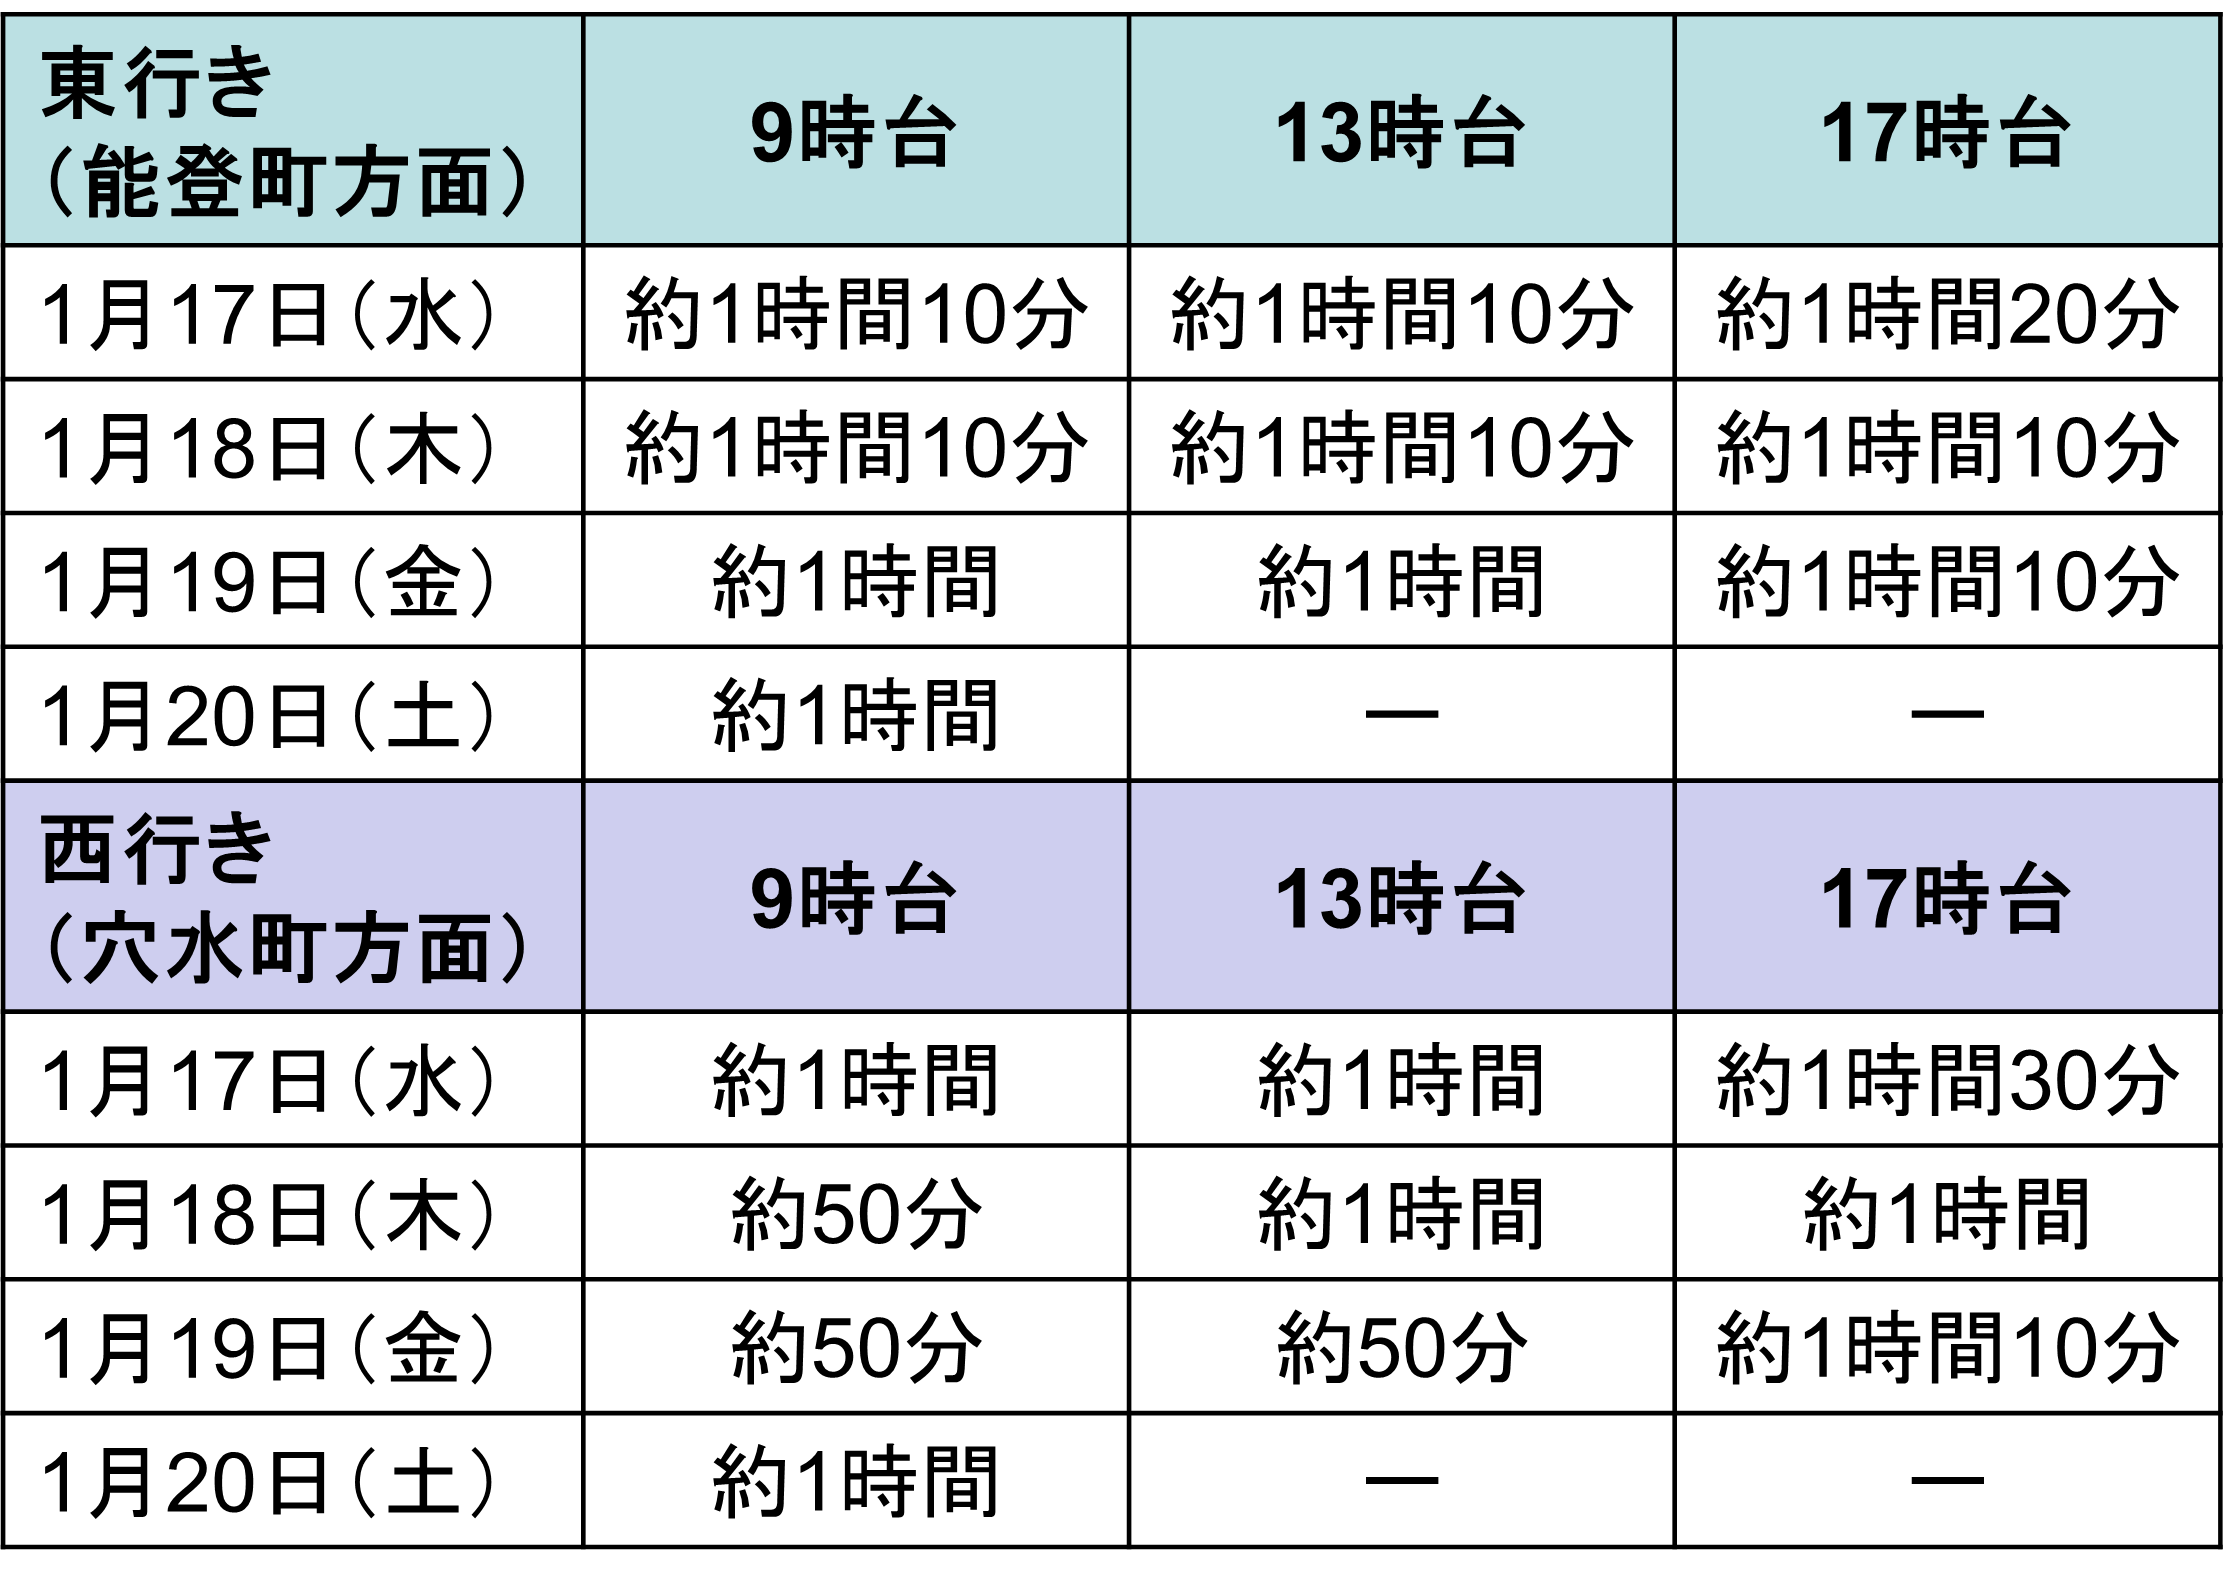 東行き
（能登町方面）
9時台
13時台
17時台
1月17日（水）
約1時間10分
約1時間10分
約1時間20分
1月18日（木）
約1時間10分
約1時間10分
約1時間10分
1月19日（金）
約1時間
約1時間
約1時間10分
1月20日（土）
約1時間
―
―
西行き
（穴水町方面）
9時台
13時台
17時台
1月17日（水）
約1時間
約1時間
約1時間30分
1月18日（木）
約50分
約1時間
約1時間
1月19日（金）
約50分
約50分
約1時間10分
1月20日（土）
約1時間
―
―